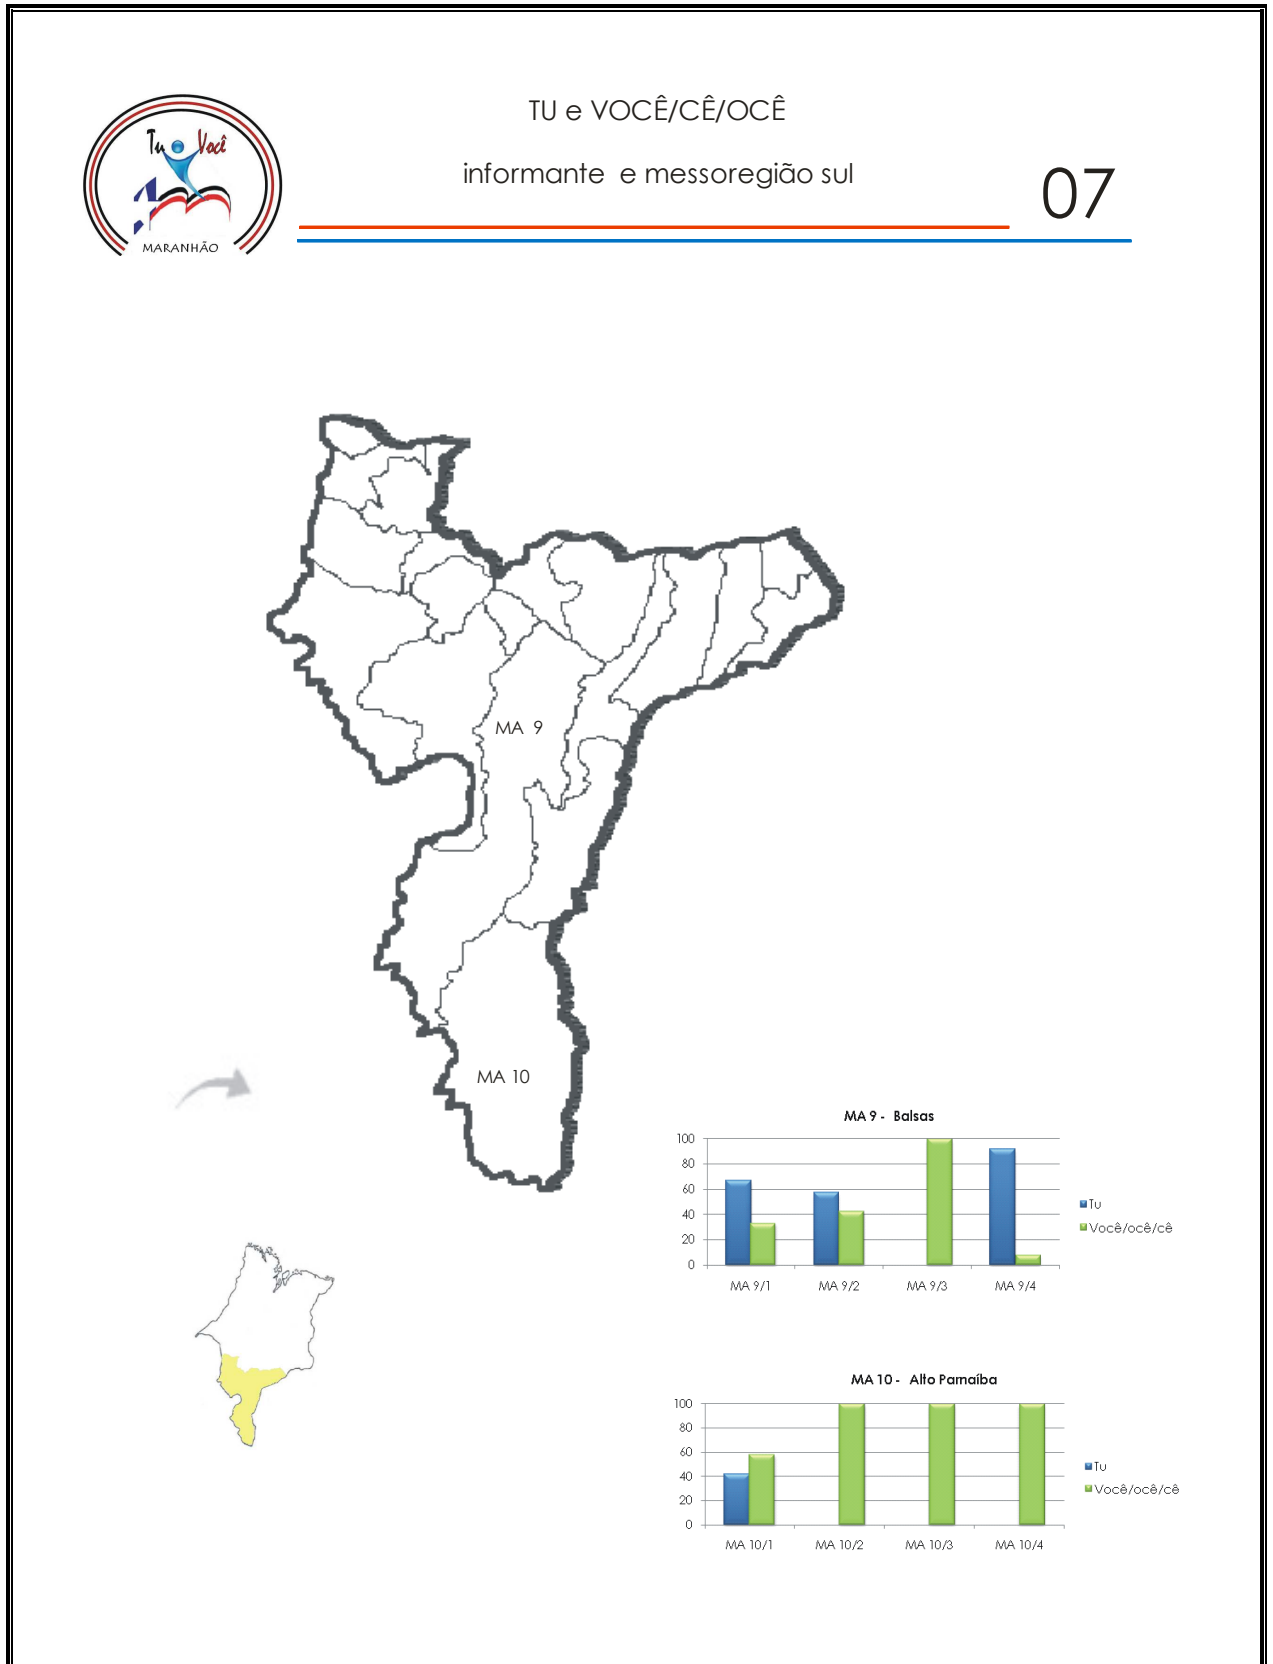 TU e VOCÊ/CÊ/OCÊ
informante e messoregião sul
07
Tu Você
MARANHÃO
MA 9
MA 10
MA 9 - Balsas
100
80
60
40
20
0
MA 9/1 MA 9/2 MA 9/3 MA 9/4
Tu
Você/ocê/cê
MA 10 - Alto Parnaíba
100
80
60
40
20
0
MA 10/1 MA 10/2 MA 10/3 MA 10/4
Tu
Você/ocê/cê